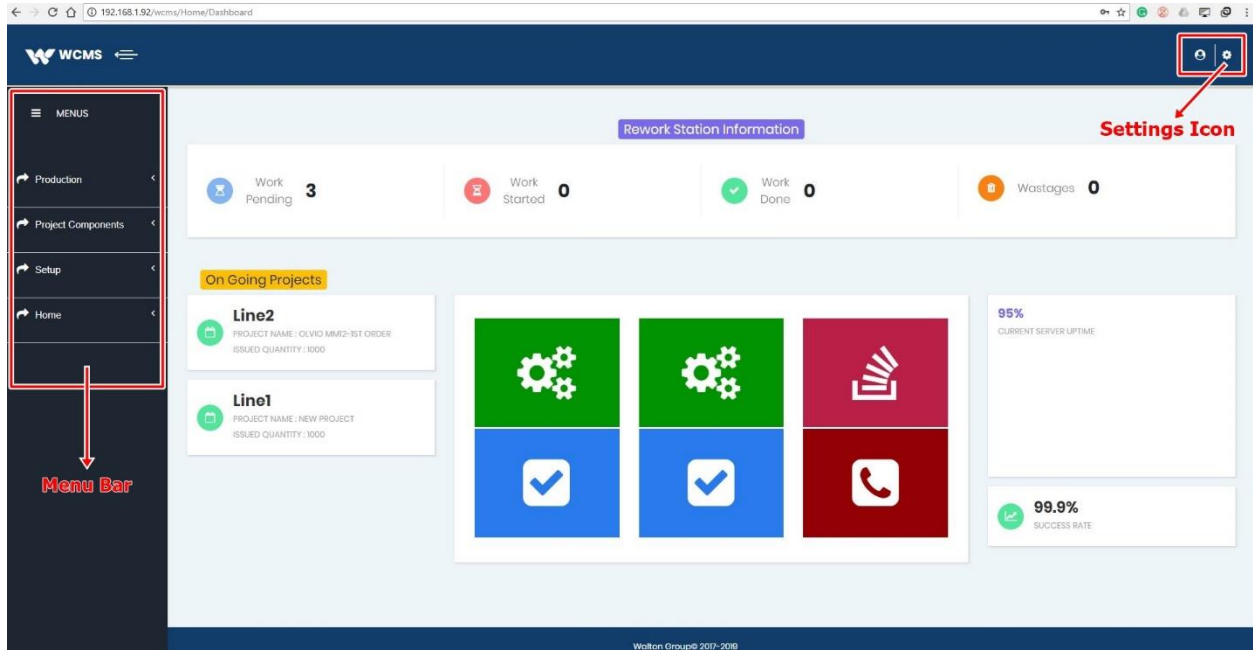 192.168.1.92/wcms/Home/Dashboard
WCMS
MENUS
Settings Icon
Rework Station Information
Production
Work
Pending
3
Work
Started
0
Work
Done
0
Wastages 0
Project Components
Setup
On Going Projects
Home
Line2
PROJECT NAME : OLVIO MM12-1ST ORDER
ISSUED QUANTITY : 1000
95%
CURRENT SERVER UPTIME
Line1
PROJECT NAME : NEW PROJECT
ISSUED QUANTITY : 1000
Menu Bar
99.9%
SUCCESS RATE
Walton Group© 2017-2018